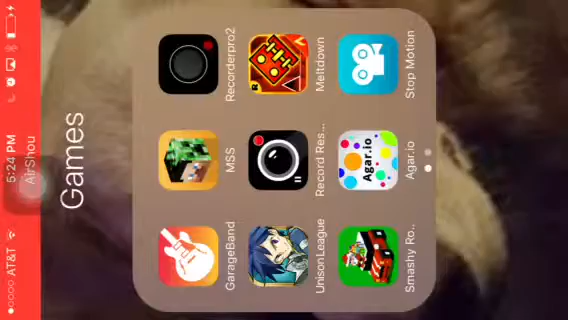 AT&T 5:24 PM
AirShou
Games
GarageBand MSS Recorderpro2
UnisonLeague Record Res... Meltdown
Agar.io
Smashy Ro... Agar.io Stop Motion